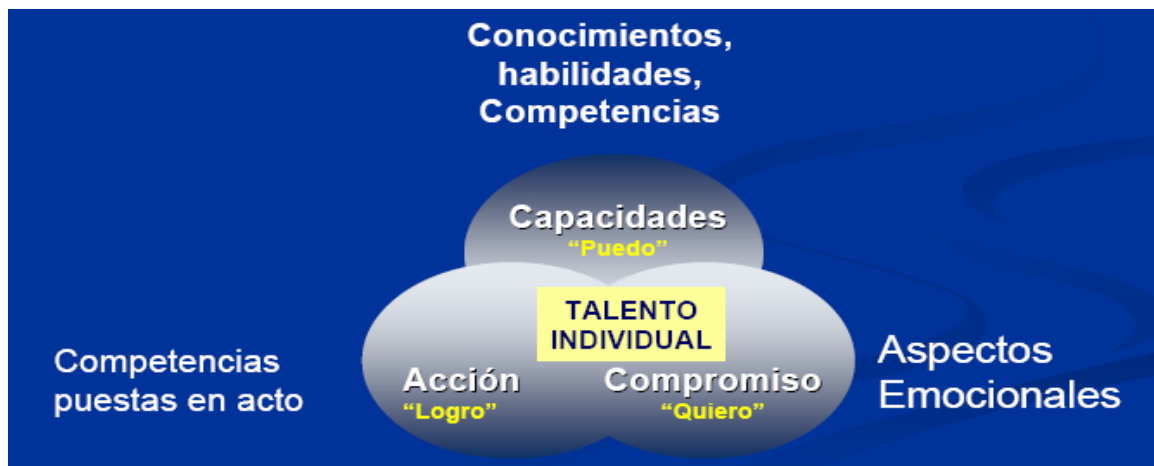 Conocimientos,
habilidades,
Competencias
Capacidades
“Puedo”
TALENTO
INDIVIDUAL
Competencias
puestas en acto
Acción
“Logro”
Compromiso
“Quiero”
Aspectos
Emocionales